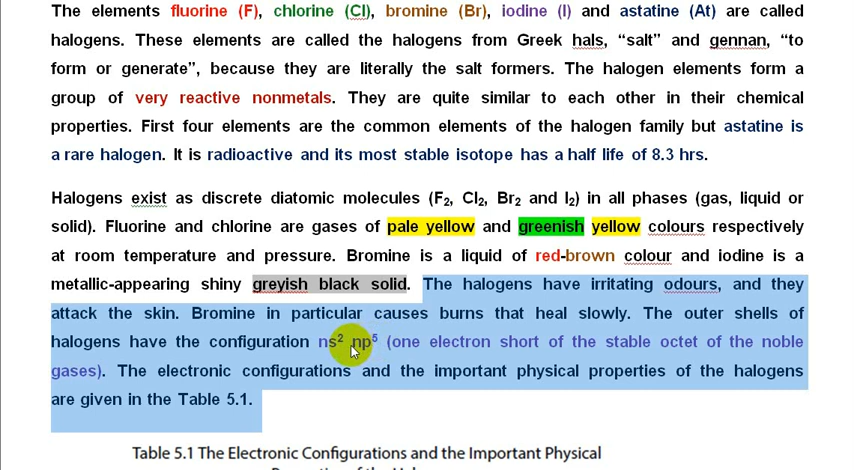 The elements fluorine (F), chlorine (Cl), bromine (Br), iodine (I) and astatine (At) are called
halogens. These elements are called the halogens from Greek hals, “salt” and gennan, “to
form or generate”, because they are literally the salt formers. The halogen elements form a
group of very reactive nonmetals. They are quite similar to each other in their chemical
properties. First four elements are the common elements of the halogen family but astatine is
a rare halogen. It is radioactive and its most stable isotope has a half life of 8.3 hrs.
Halogens exist as discrete diatomic molecules (F₂, Cl₂, Br₂ and I₂) in all phases (gas, liquid or
solid). Fluorine and chlorine are gases of pale yellow and greenish yellow colours respectively
at room temperature and pressure. Bromine is a liquid of red-brown colour and iodine is a
metallic-appearing shiny greyish black solid. The halogens have irritating odours, and they
attack the skin. Bromine in particular causes burns that heal slowly. The outer shells of
halogens have the configuration ns² np⁵ (one electron short of the stable octet of the noble
gases). The electronic configurations and the important physical properties of the halogens
are given in the Table 5.1.
Table 5.1 The Electronic Configurations and the Important Physical